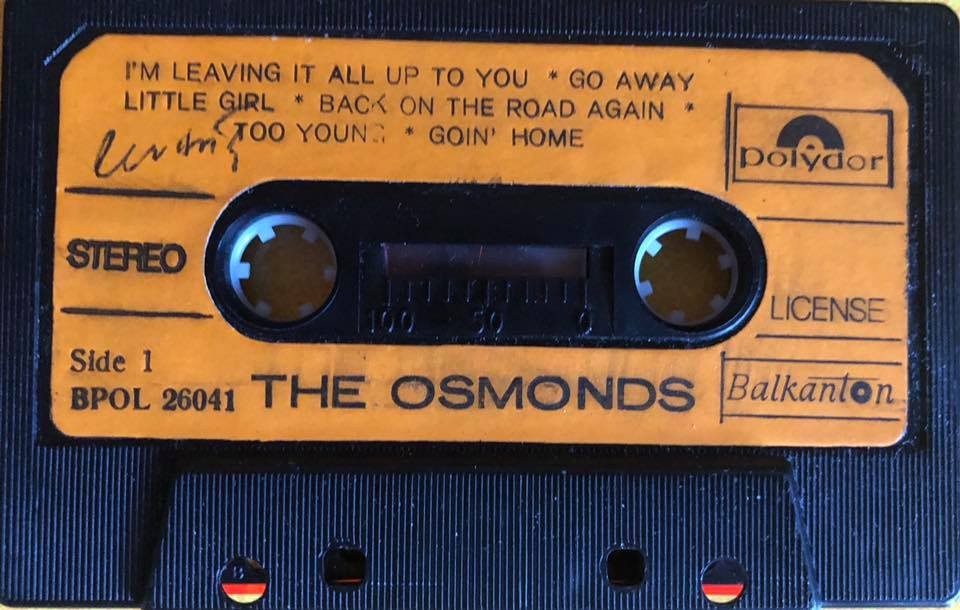 I'M LEAVING IT ALL UP TO YOU * GO AWAY
LITTLE GIRL * BACK ON THE ROAD AGAIN *
TOO YOUNG * GOIN' HOME
polydor
STEREO
100 50 0
LICENSE
Side 1
BPOL 26041
THE OSMONDS
Balkanton